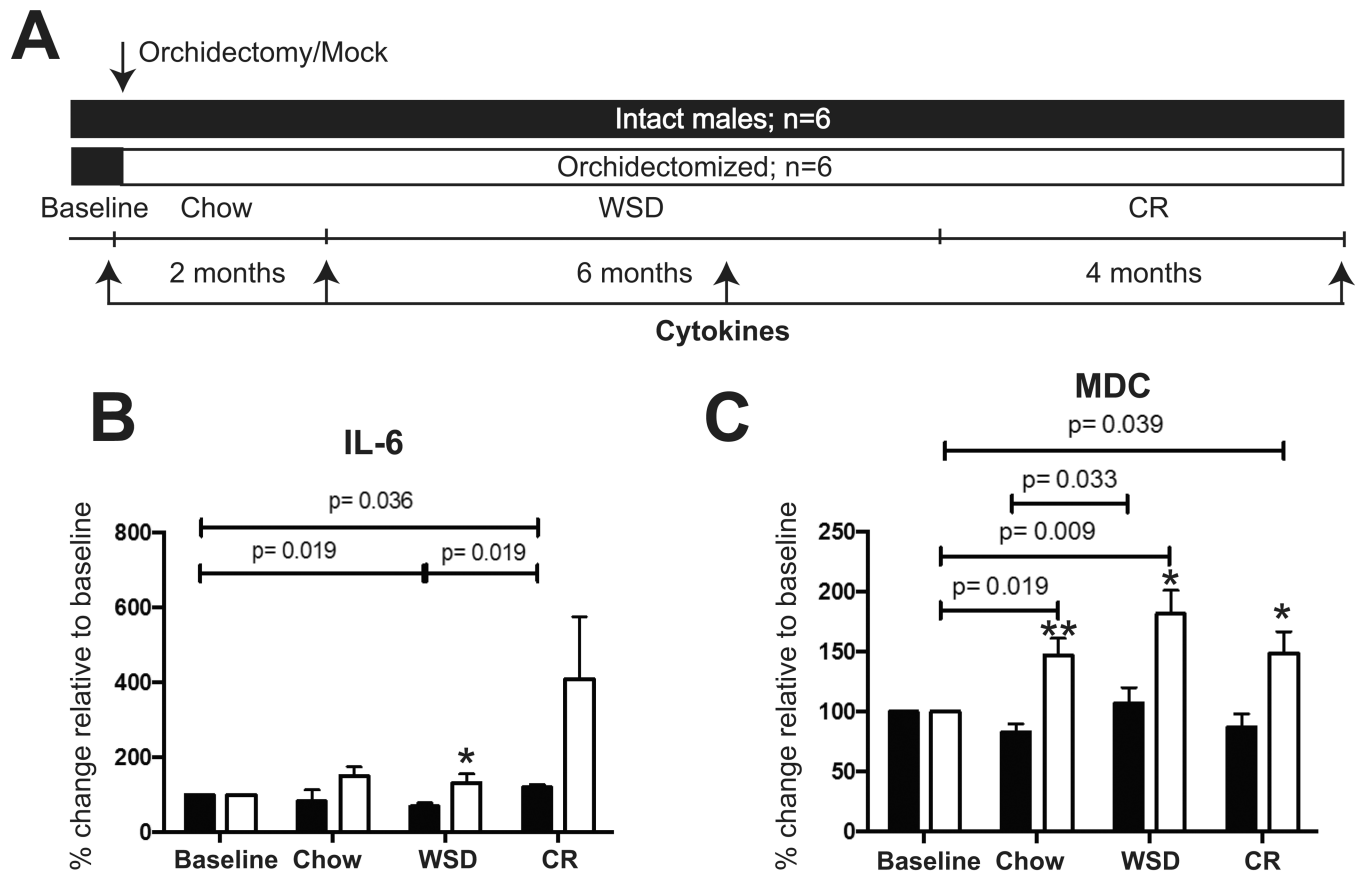 A
Orchidectomy/Mock
Intact males; n=6
Orchidectomized; n=6
Baseline Chow WSD CR
2 months 6 months 4 months
Cytokines
B
IL-6
p= 0.036
p= 0.019 p= 0.019
% change relative to baseline
800
600
400
200
0
*
Baseline Chow WSD CR
C
MDC
p= 0.039
p= 0.033
p= 0.009
p= 0.019
% change relative to baseline
250
200
150
100
50
0
** * *
Baseline Chow WSD CR